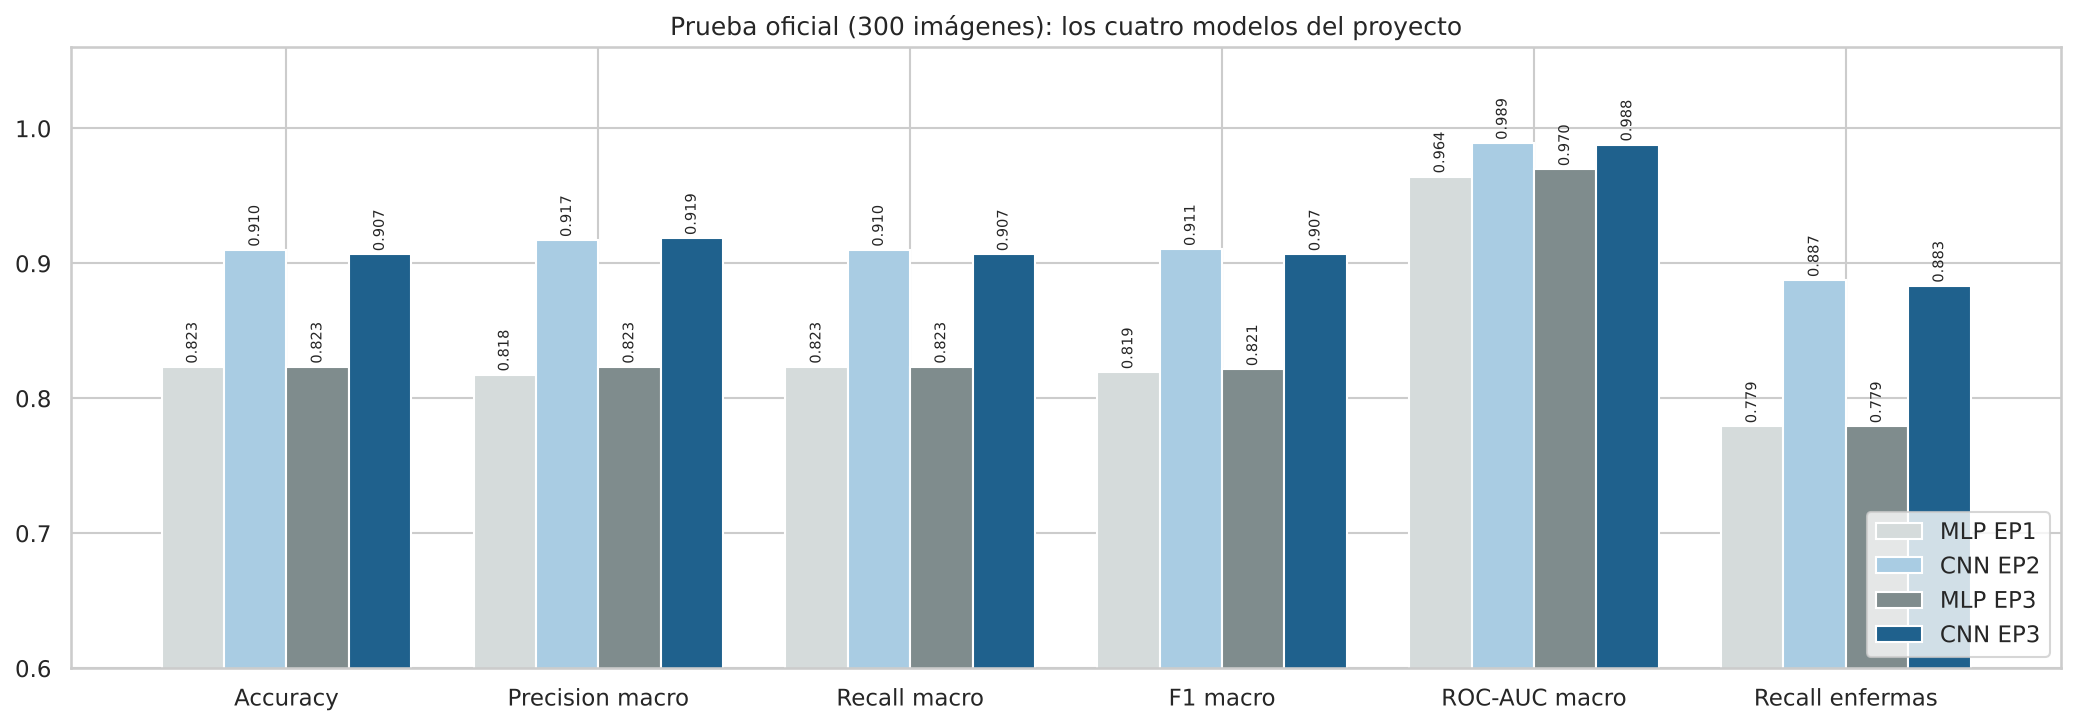 Prueba oficial (300 imágenes): los cuatro modelos del proyecto
1.0
0.9
0.8
0.7
0.6
0.823
0.910
0.823
0.907
0.818
0.917
0.823
0.919
0.823
0.910
0.823
0.907
0.819
0.911
0.821
0.907
0.964
0.989
0.970
0.988
0.779
0.887
0.779
0.883
MLP EP1
CNN EP2
MLP EP3
CNN EP3
Accuracy
Precision macro
Recall macro
F1 macro
ROC-AUC macro
Recall enfermas